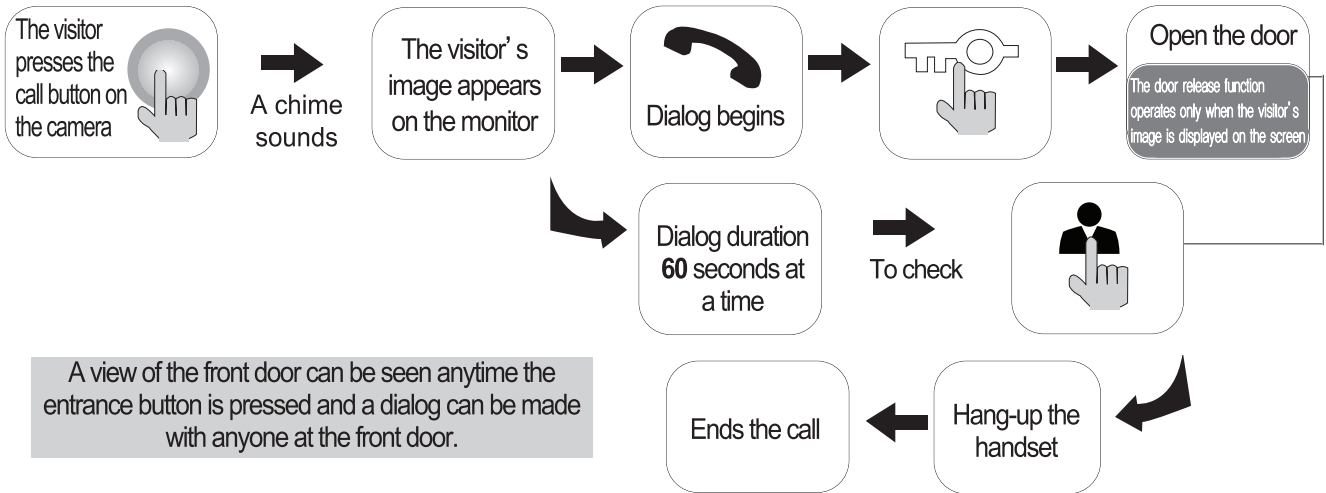 The visitor
presses the
call button on
the camera
A chime
sounds
The visitor's
image appears
on the monitor
Dialog begins
Open the door
The door release function
operates only when the visitor's
image is displayed on the screen
Dialog duration
60 seconds at
a time
To check
A view of the front door can be seen anytime the
entrance button is pressed and a dialog can be made
with anyone at the front door.
Hang-up the
handset
Ends the call